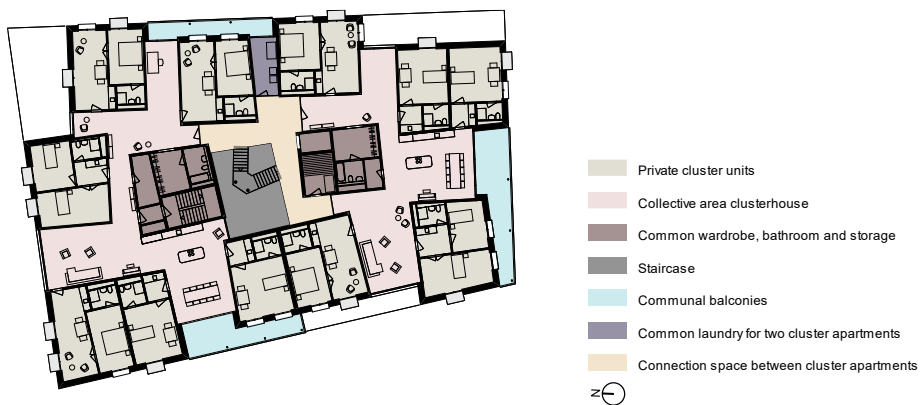 Private cluster units
Collective area clusterhouse
Common wardrobe, bathroom and storage
Staircase
Communal balconies
Common laundry for two cluster apartments
Connection space between cluster apartments
N